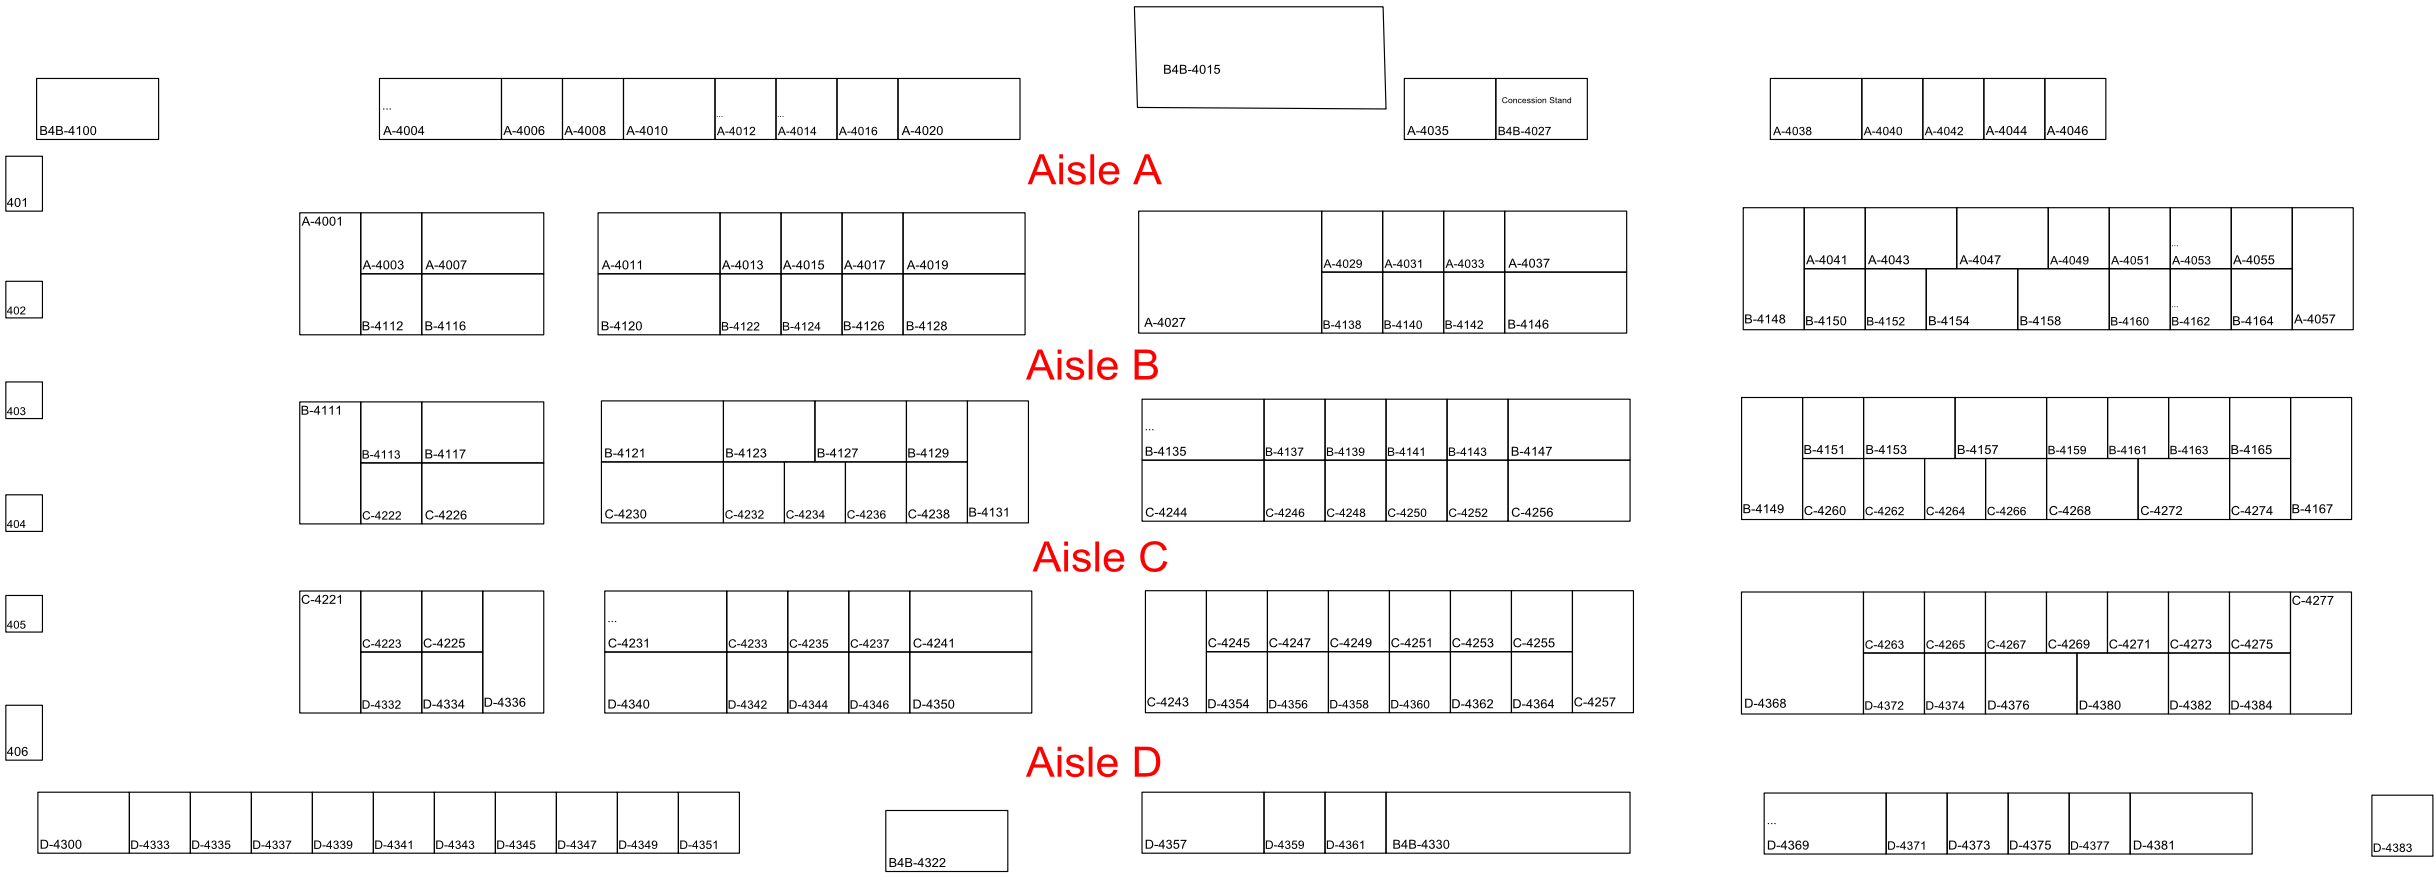 B4B-4015
...
Concession Stand
B4B-4100
A-4004
A-4006
A-4008
A-4010
...
A-4012
...
A-4014
A-4016
A-4020
A-4035
B4B-4027
A-4038
A-4040
A-4042
A-4044
A-4046
Aisle A
401
A-4001
A-4003
A-4007
A-4011
A-4013
A-4015
A-4017
A-4019
A-4029
A-4031
A-4033
A-4037
A-4041
A-4043
A-4047
A-4049
A-4051
...
A-4053
A-4055
402
B-4112
B-4116
B-4120
B-4122
B-4124
B-4126
B-4128
A-4027
B-4138
B-4140
B-4142
B-4146
B-4148
B-4150
B-4152
B-4154
B-4158
B-4160
...
B-4162
B-4164
A-4057
Aisle B
403
B-4111
B-4113
B-4117
B-4121
B-4123
B-4127
B-4129
...
B-4135
B-4137
B-4139
B-4141
B-4143
B-4147
B-4151
B-4153
B-4157
B-4159
B-4161
B-4163
B-4165
404
C-4222
C-4226
C-4230
C-4232
C-4234
C-4236
C-4238
B-4131
C-4244
C-4246
C-4248
C-4250
C-4252
C-4256
B-4149
C-4260
C-4262
C-4264
C-4266
C-4268
C-4272
C-4274
B-4167
Aisle C
405
C-4221
C-4223
C-4225
...
C-4231
C-4233
C-4235
C-4237
C-4241
C-4245
C-4247
C-4249
C-4251
C-4253
C-4255
C-4263
C-4265
C-4267
C-4269
C-4271
C-4273
C-4275
C-4277
406
D-4332
D-4334
D-4336
D-4340
D-4342
D-4344
D-4346
D-4350
C-4243
D-4354
D-4356
D-4358
D-4360
D-4362
D-4364
C-4257
D-4368
D-4372
D-4374
D-4376
D-4380
D-4382
D-4384
Aisle D
D-4300
D-4333
D-4335
D-4337
D-4339
D-4341
D-4343
D-4345
D-4347
D-4349
D-4351
B4B-4322
D-4357
D-4359
D-4361
B4B-4330
...
D-4369
D-4371
D-4373
D-4375
D-4377
D-4381
D-4383